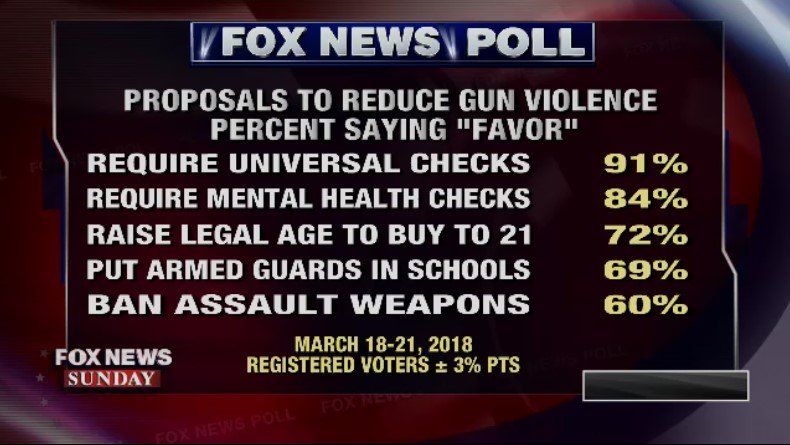 FOX NEWS POLL
PROPOSALS TO REDUCE GUN VIOLENCE
PERCENT SAYING "FAVOR"
REQUIRE UNIVERSAL CHECKS 91%
REQUIRE MENTAL HEALTH CHECKS 84%
RAISE LEGAL AGE TO BUY TO 21 72%
PUT ARMED GUARDS IN SCHOOLS 69%
BAN ASSAULT WEAPONS 60%
MARCH 18-21, 2018
REGISTERED VOTERS ± 3% PTS
FOX NEWS
SUNDAY
FOX NEWS POLL
FOX NEWS